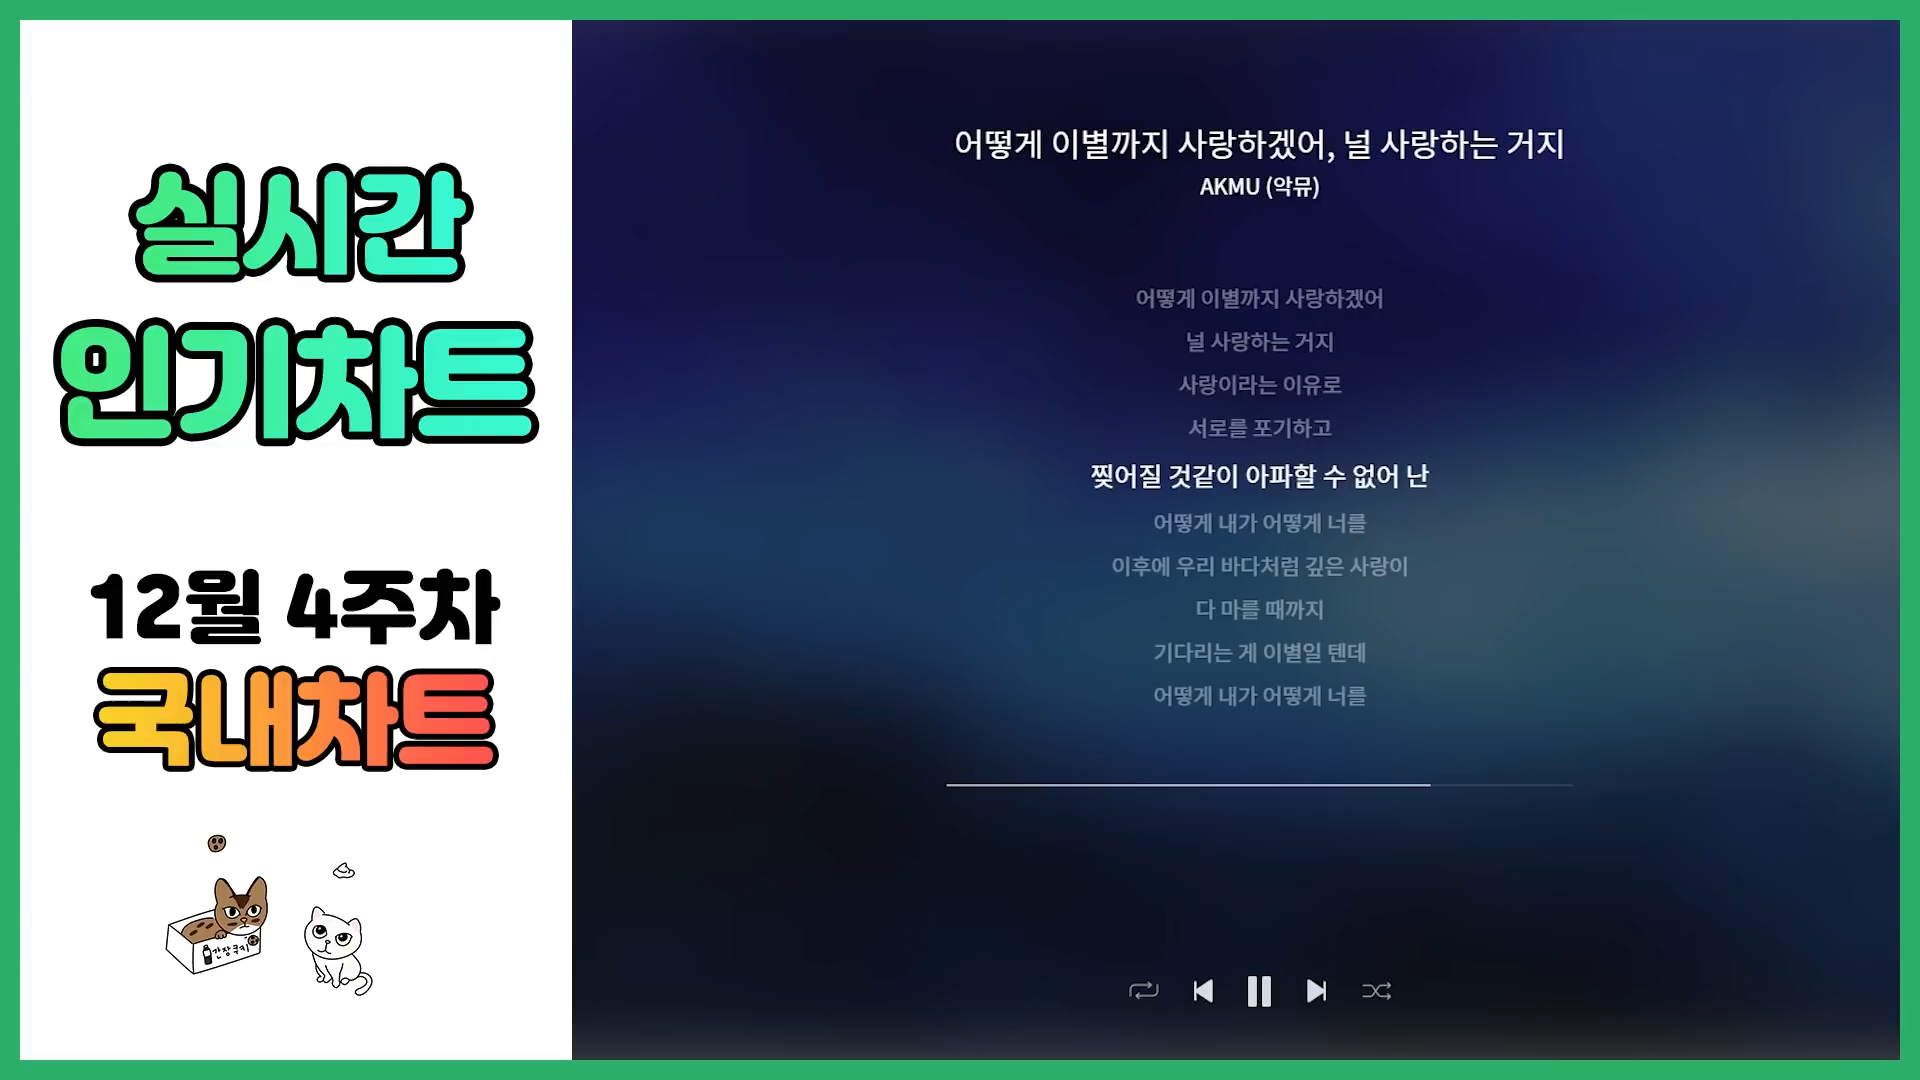 실시간
인기차트
12월 4주차
국내차트
간장쿠키
어떻게 이별까지 사랑하겠어, 널 사랑하는 거지
AKMU (악뮤)
어떻게 이별까지 사랑하겠어
널 사랑하는 거지
사랑이라는 이유로
서로를 포기하고
찢어질 것같이 아파할 수 없어 난
어떻게 내가 어떻게 너를
이후에 우리 바다처럼 깊은 사랑이
다 마를 때까지
기다리는 게 이별일 텐데
어떻게 내가 어떻게 너를